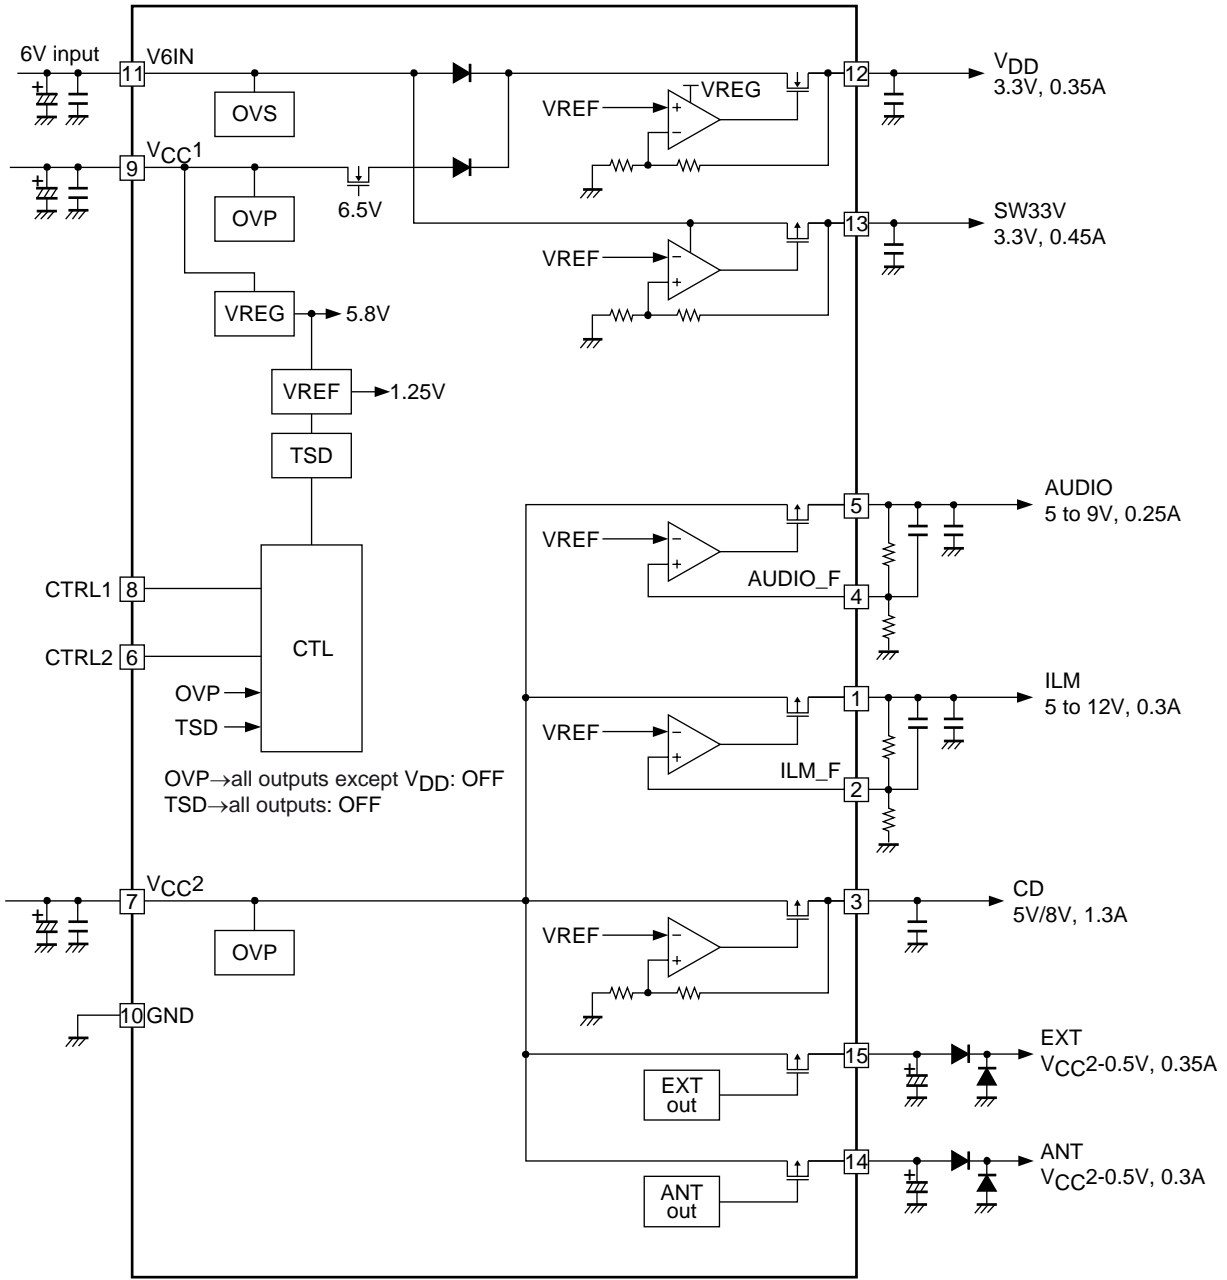 6V input
11
V6IN
OVS
VREF
+
VREG
−
12
VDD
3.3V, 0.35A
+
9
VCC1
OVP
6.5V
+
13
SW33V
3.3V, 0.45A
VREF
−
+
VREG
5.8V
VREF
1.25V
TSD
5
AUDIO
5 to 9V, 0.25A
VREF
−
+
AUDIO_F
4
CTRL1
8
CTL
CTRL2
6
OVP
TSD
OVP→all outputs except VDD: OFF
TSD→all outputs: OFF
1
ILM
5 to 12V, 0.3A
VREF
−
+
ILM_F
2
7
VCC2
+
OVP
3
CD
5V/8V, 1.3A
VREF
−
+
10
GND
15
+
EXT
VCC2-0.5V, 0.35A
EXT
out
14
+
ANT
VCC2-0.5V, 0.3A
ANT
out